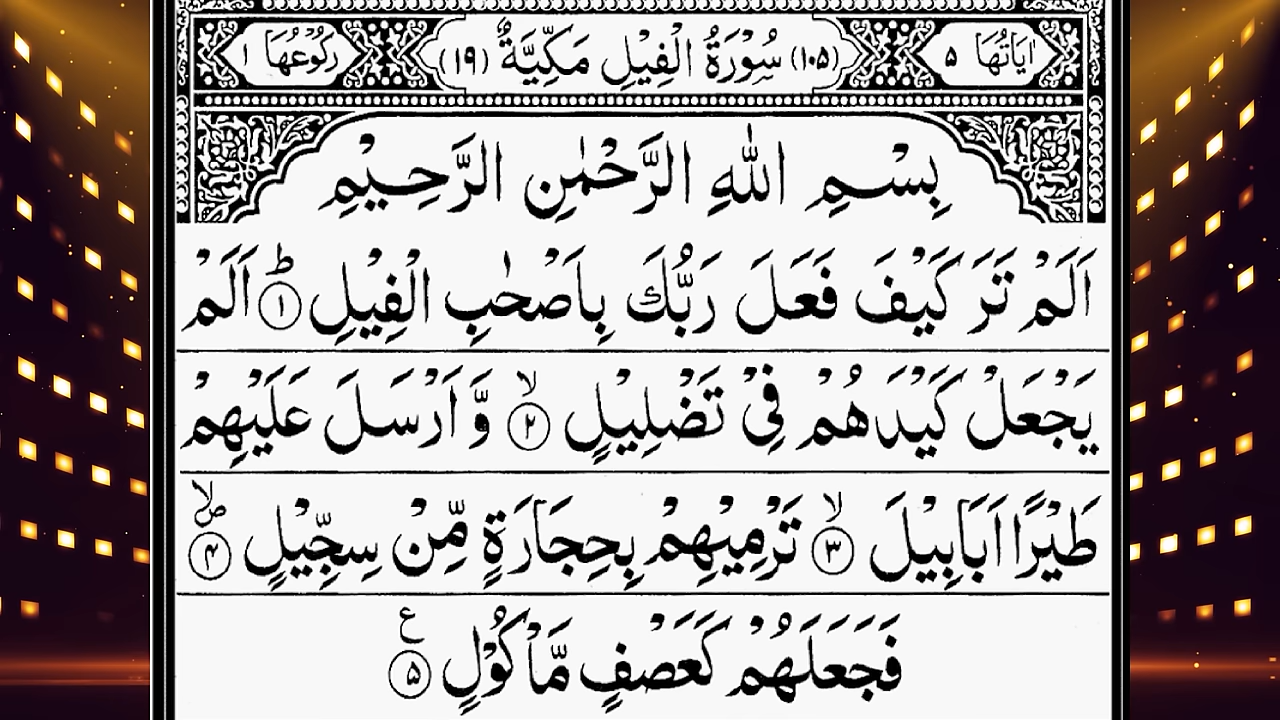 اٰيَاتُهَا ٥ (١٠٥) سُوْرَةُ الْفِيْلِ مَكِّيَّةٌ (١٩) رُكُوْعُهَا ١
بِسْمِ اللّٰهِ الرَّحْمٰنِ الرَّحِيْمِ
اَلَمْ تَرَ كَيْفَ فَعَلَ رَبُّكَ بِاَصْحٰبِ الْفِيْلِ ؕ ۝١ اَلَمْ
يَجْعَلْ كَيْدَهُمْ فِيْ تَضْلِيْلٍ ۙ ۝٢ وَّاَرْسَلَ عَلَيْهِمْ
طَيْرًا اَبَابِيْلَ ۙ ۝٣ تَرْمِيْهِمْ بِحِجَارَةٍ مِّنْ سِجِّيْلٍ ۙ ۪ۙ ۝٤
فَجَعَلَهُمْ كَعَصْفٍ مَّاْكُوْلٍ ع ۝٥